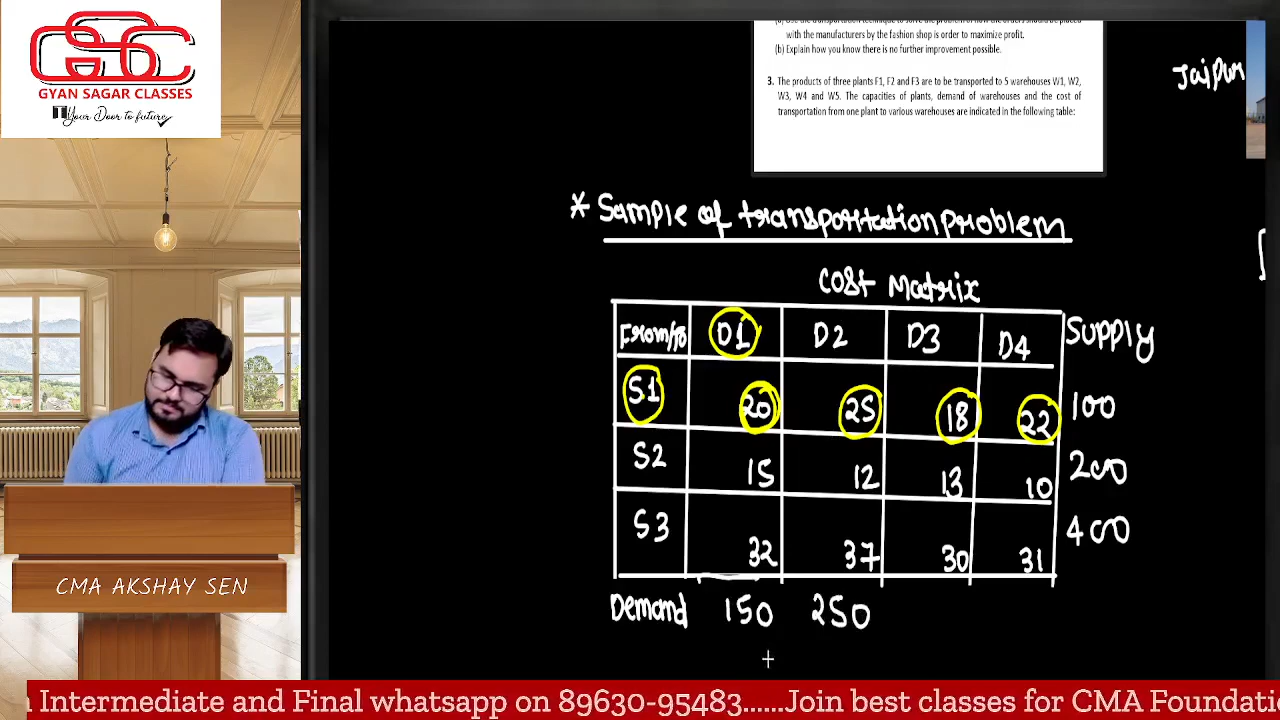 GSC
GYAN SAGAR CLASSES
Your Door to future
with the manufacturers by the fashion shop is order to maximize profit.
(b) Explain how you know there is no further improvement possible.
3. The products of three plants F1, F2 and F3 are to be transported to 5 warehouses W1, W2,
W3, W4 and W5. The capacities of plants, demand of warehouses and the cost of
transportation from one plant to various warehouses are indicated in the following table:
Jaipur
* Sample of transportation problem
Cost Matrix
From/To D1 D2 D3 D4 Supply
S1 20 25 18 22 100
S2 15 12 13 10 200
S3 32 37 30 31 400
Demand 150 250
CMA AKSHAY SEN
Intermediate and Final whatsapp on 89630-95483......Join best classes for CMA Foundati